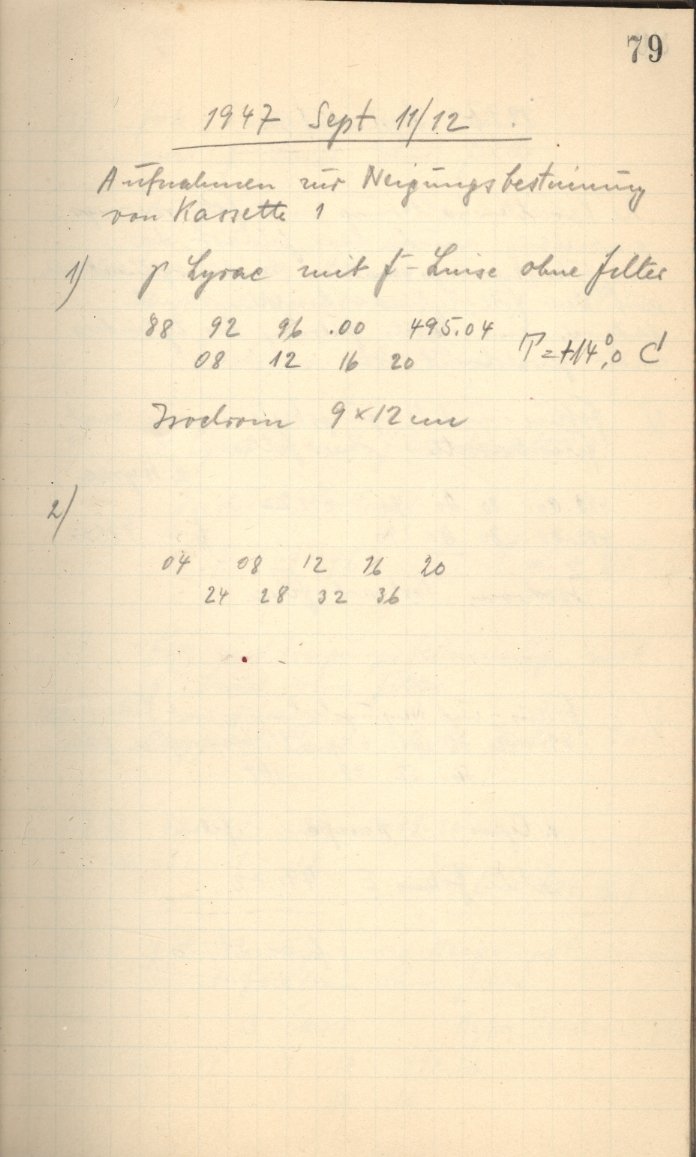 79
1947 Sept 11/12
Aufnahmen zur Neigungsbestimmung
von Kassette 1
1) γ Lyrae mit f-Linse ohne Filter
88 92 96 .00 495.04
08 12 16 20 T=+14°,0 C
Isochrom 9×12 cm
2)
04 08 12 16 20
24 28 32 36